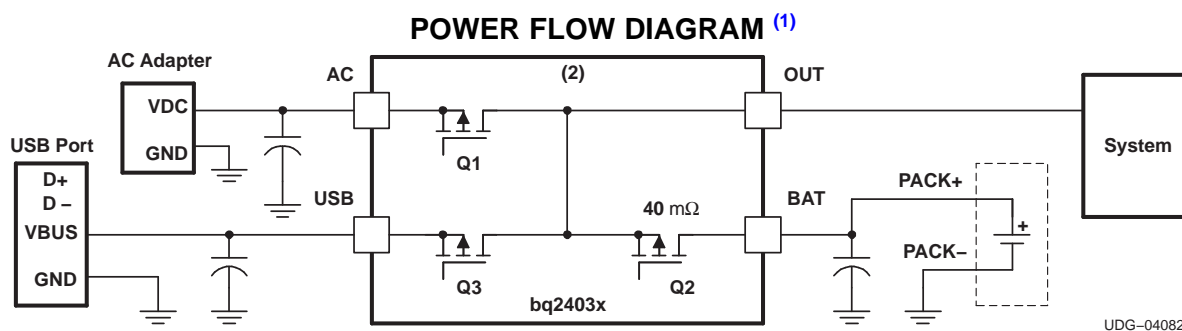 POWER FLOW DIAGRAM (1)
AC Adapter
VDC
GND
USB Port
D+
D –
VBUS
GND
AC
(2)
OUT
Q1
USB
40 mΩ
BAT
Q3
Q2
bq2403x
PACK+
+
PACK–
System
UDG–04082